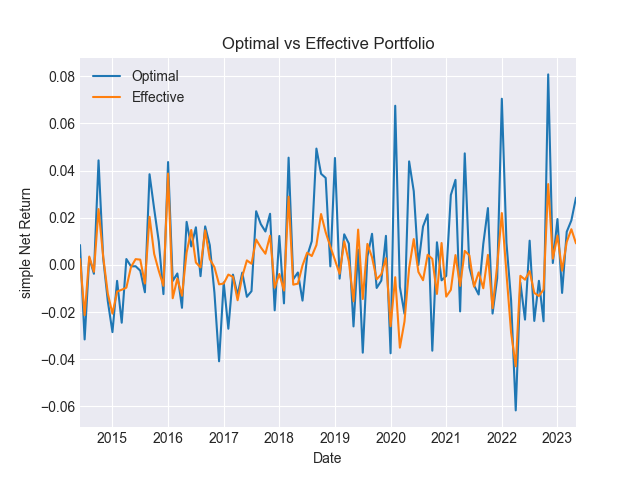 Optimal vs Effective Portfolio
Optimal
Effective
simple Net Return
0.08
0.06
0.04
0.02
0.00
−0.02
−0.04
−0.06
2015 2016 2017 2018 2019 2020 2021 2022 2023
Date